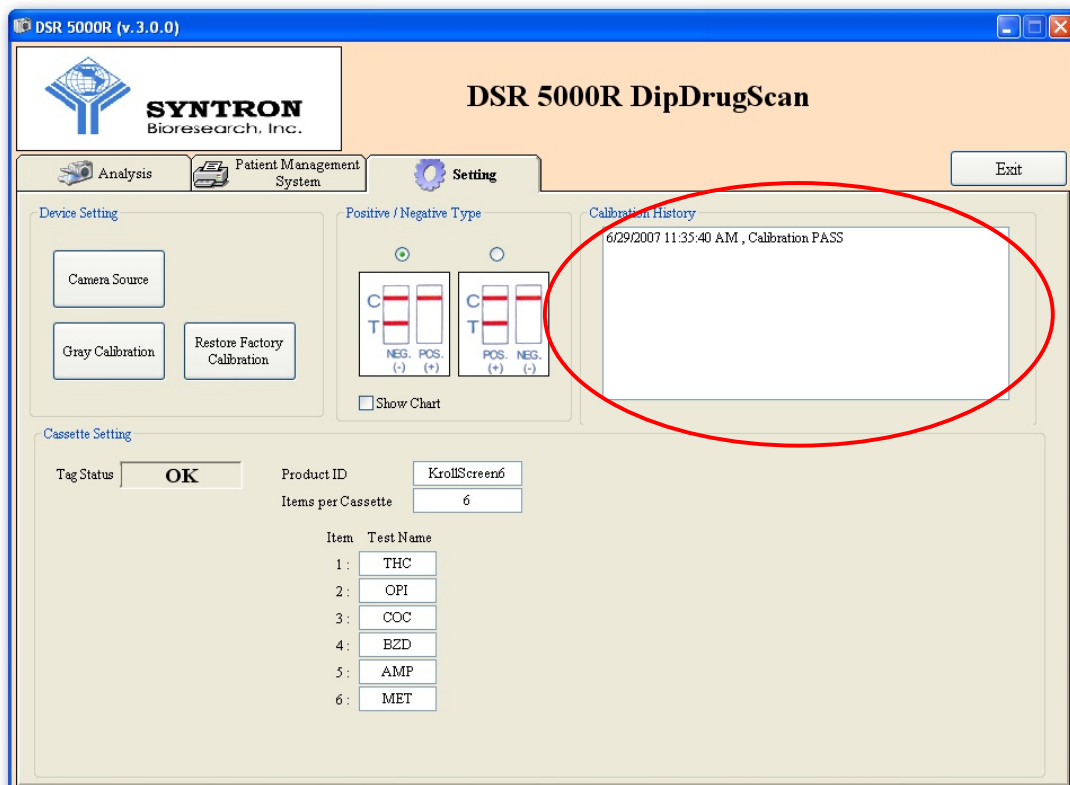 DSR 5000R (v.3.0.0)
SYNTRON
Bioresearch, Inc.
DSR 5000R DipDrugScan
Analysis
Patient Management
System
Setting
Exit
Device Setting
Camera Source
Gray Calibration
Restore Factory
Calibration
Positive / Negative Type
C
T
NEG. POS.
(-) (+)
C
T
POS. NEG.
(+) (-)
Show Chart
Calibration History
6/29/2007 11:35:40 AM , Calibration PASS
Cassette Setting
Tag Status OK
Product ID KrollScreen6
Items per Cassette 6
Item Test Name
1 : THC
2 : OPI
3 : COC
4 : BZD
5 : AMP
6 : MET